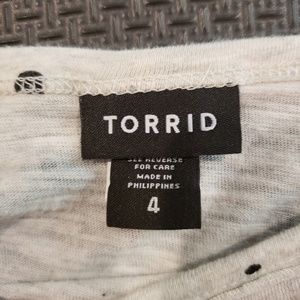 TORRID
SEE REVERSE
FOR CARE
MADE IN
PHILIPPINES
4